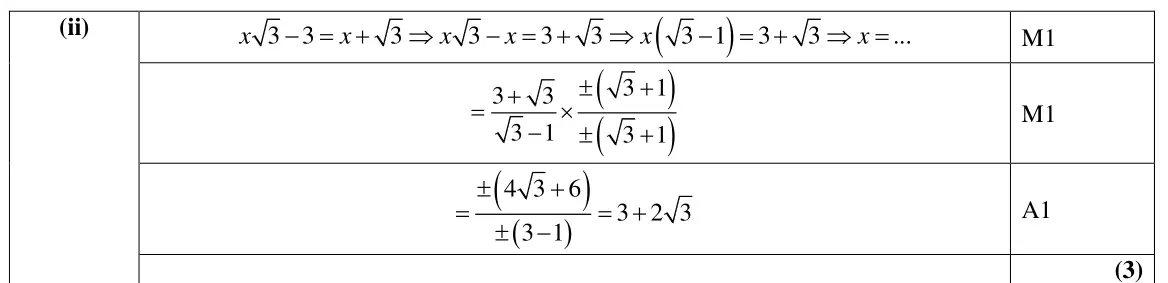 (ii) x√3 − 3 = x + √3 ⇒ x√3 − x = 3 + √3 ⇒ x(√3 − 1) = 3 + √3 ⇒ x = ... M1
= (3 + √3)/(√3 − 1) × ±(√3 + 1)/±(√3 + 1) M1
= ±(4√3 + 6)/±(3 − 1) = 3 + 2√3 A1
(3)